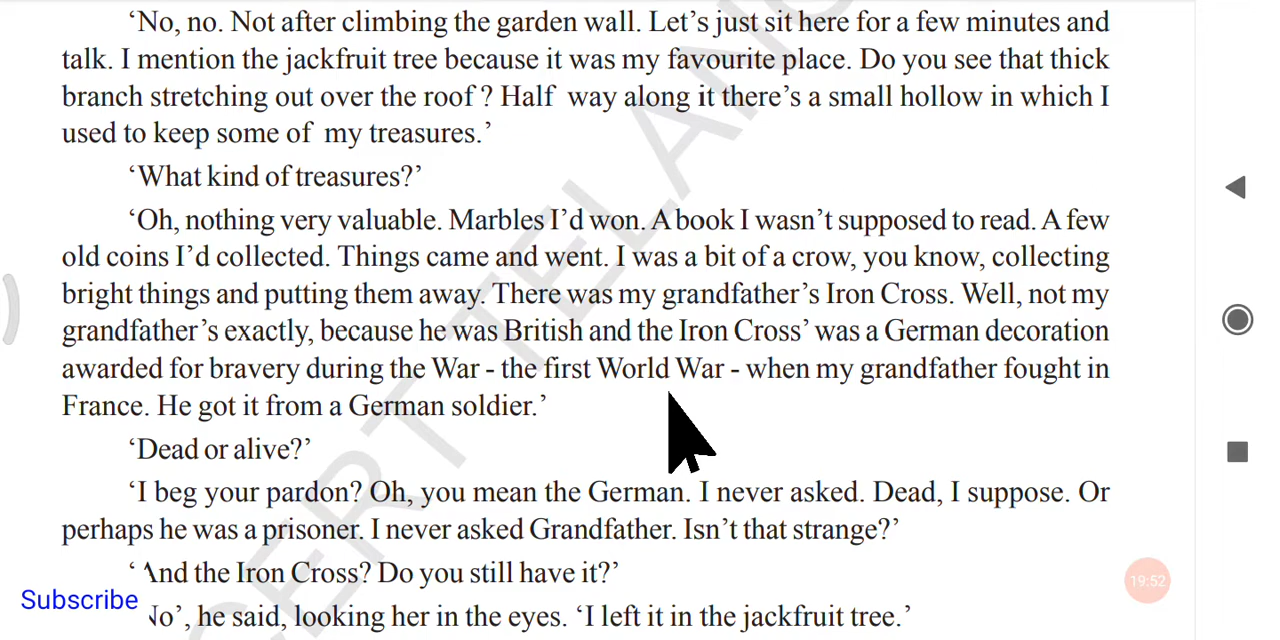 ‘No, no. Not after climbing the garden wall. Let’s just sit here for a few minutes and
talk. I mention the jackfruit tree because it was my favourite place. Do you see that thick
branch stretching out over the roof? Half way along it there’s a small hollow in which I
used to keep some of my treasures.’
‘What kind of treasures?’
‘Oh, nothing very valuable. Marbles I’d won. A book I wasn’t supposed to read. A few
old coins I’d collected. Things came and went. I was a bit of a crow, you know, collecting
bright things and putting them away. There was my grandfather’s Iron Cross. Well, not my
grandfather’s exactly, because he was British and the Iron Cross’ was a German decoration
awarded for bravery during the War - the first World War - when my grandfather fought in
France. He got it from a German soldier.’
‘Dead or alive?’
‘I beg your pardon? Oh, you mean the German. I never asked. Dead, I suppose. Or
perhaps he was a prisoner. I never asked Grandfather. Isn’t that strange?’
‘ And the Iron Cross? Do you still have it?’
19:52
Subscribe
No’, he said, looking her in the eyes. ‘I left it in the jackfruit tree.’